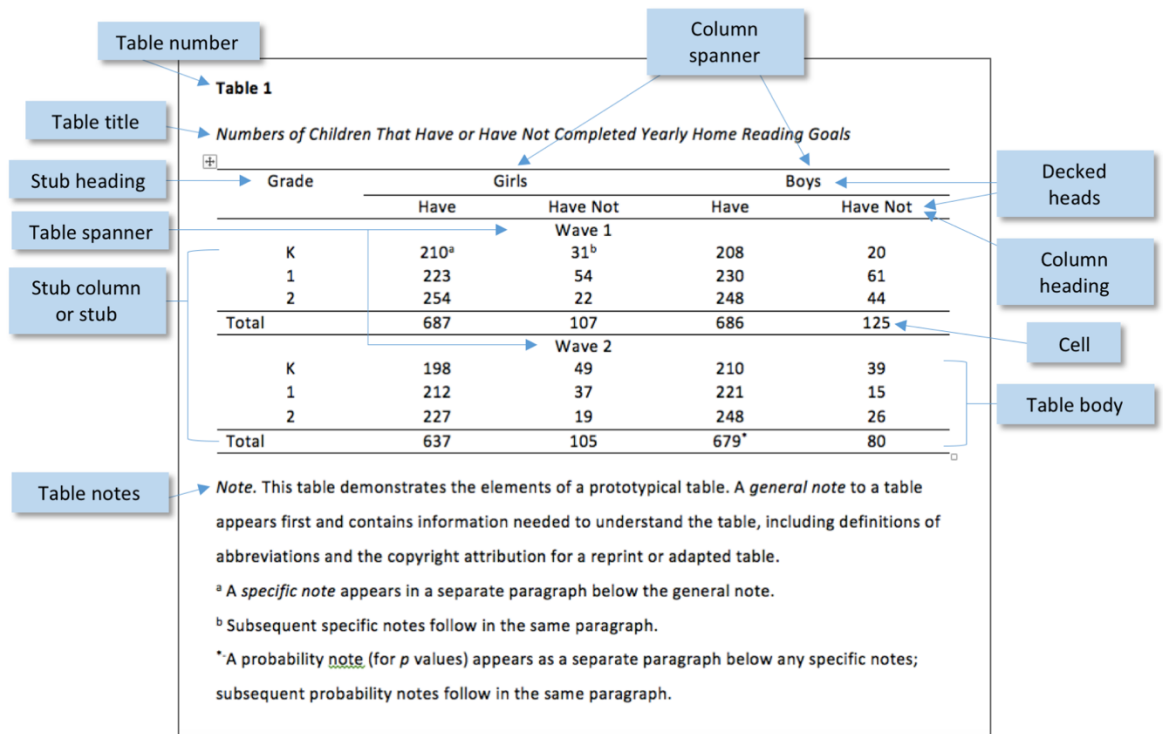 Table number
Column
spanner
Table 1
Table title
Numbers of Children That Have or Have Not Completed Yearly Home Reading Goals
Stub heading
Grade Girls Boys
Decked
heads
Have Have Not Have Have Not
Table spanner
Wave 1
K 210ᵃ 31ᵇ 208 20
1 223 54 230 61
2 254 22 248 44
Column
heading
Stub column
or stub
Total 687 107 686 125
Cell
Wave 2
K 198 49 210 39
1 212 37 221 15
2 227 19 248 26
Total 637 105 679* 80
Table body
Table notes
Note. This table demonstrates the elements of a prototypical table. A general note to a table
appears first and contains information needed to understand the table, including definitions of
abbreviations and the copyright attribution for a reprint or adapted table.
ᵃ A specific note appears in a separate paragraph below the general note.
ᵇ Subsequent specific notes follow in the same paragraph.
* A probability note (for p values) appears as a separate paragraph below any specific notes;
subsequent probability notes follow in the same paragraph.